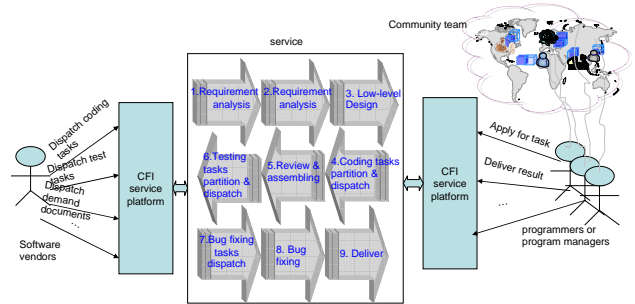 Community team
service
1.Requirement
analysis
2.Requirement
analysis
3. Low-level
Design
6.Testing
tasks
partition &
dispatch
5.Review &
assembling
4.Coding tasks
partition &
dispatch
7.Bug fixing
tasks
dispatch
8. Bug
fixing
9. Deliver
Dispatch coding
tasks
Dispatch test
tasks
Dispatch
demand
documents
...
Software
vendors
CFI
service
platform
CFI
service
platform
Apply for task
Deliver result
...
programmers or
program managers